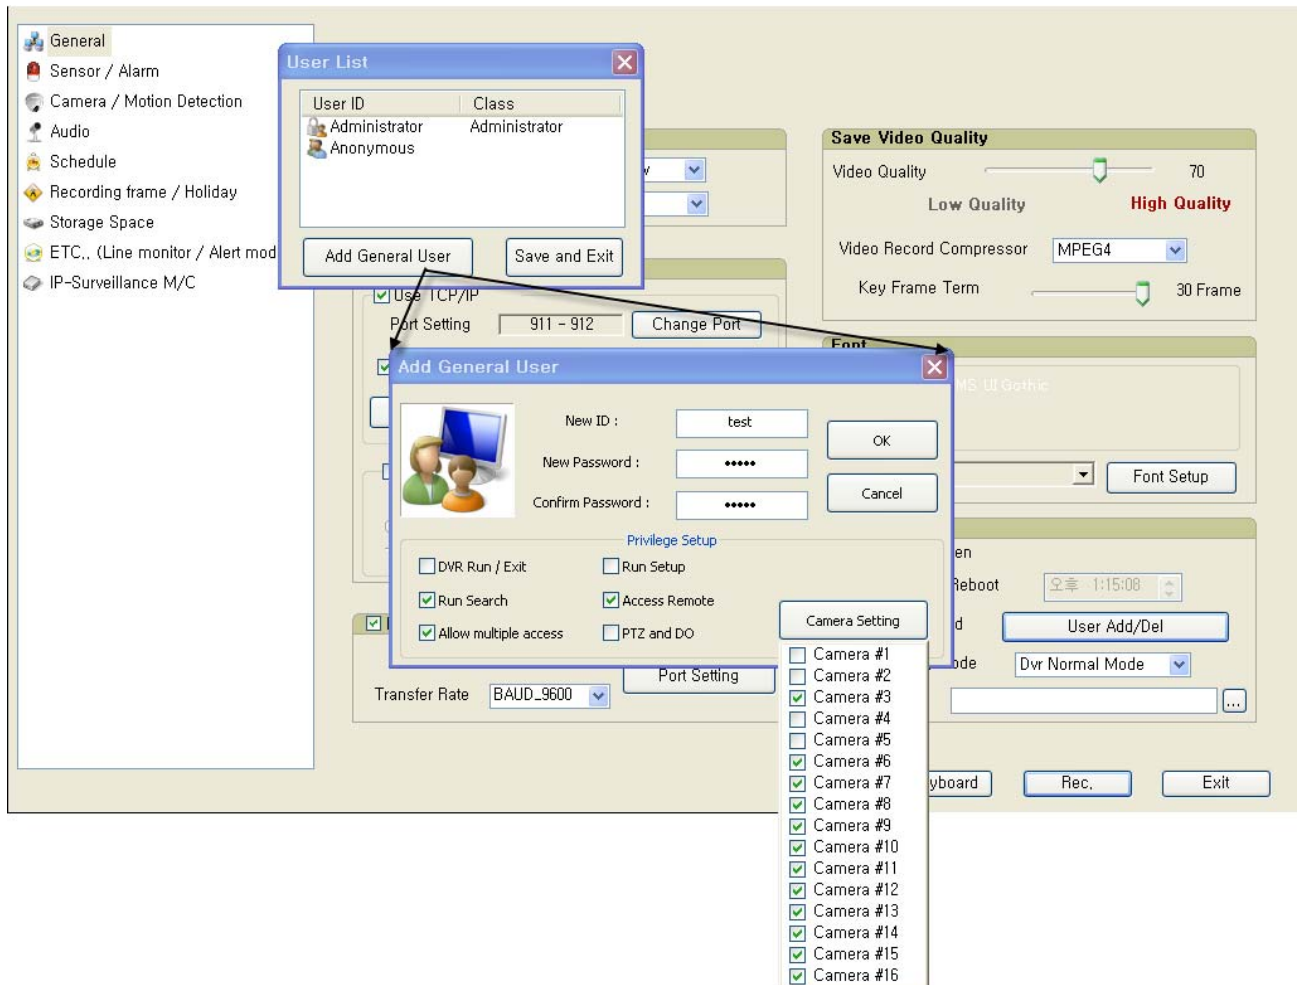 General
Sensor / Alarm
Camera / Motion Detection
Audio
Schedule
Recording frame / Holiday
Storage Space
ETC,, (Line monitor / Alert mod
IP-Surveillance M/C
User List
User ID Class
Administrator Administrator
Anonymous
Add General User Save and Exit
Use TCP/IP
Port Setting 911 - 912 Change Port
Save Video Quality
Video Quality 70
Low Quality High Quality
Video Record Compressor MPEG4
Key Frame Term 30 Frame
Font
MS UI Gothic
Font Setup
Add General User
New ID : test
New Password : •••••
Confirm Password : •••••
OK
Cancel
Privilege Setup
DVR Run / Exit Run Setup
Run Search Access Remote
Allow multiple access PTZ and DO
Camera Setting
Camera #1
Camera #2
Camera #3
Camera #4
Camera #5
Camera #6
Camera #7
Camera #8
Camera #9
Camera #10
Camera #11
Camera #12
Camera #13
Camera #14
Camera #15
Camera #16
Port Setting
Transfer Rate BAUD_9600
en
Reboot 오후 1:15:08
d User Add/Del
ode Dvr Normal Mode
...
yboard Rec, Exit